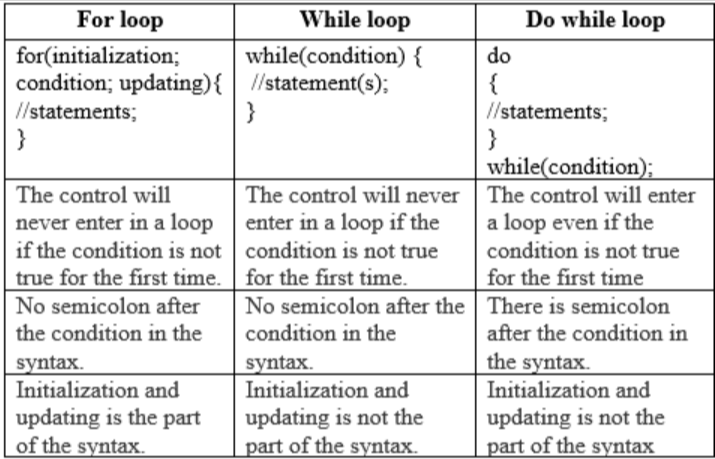 For loop
While loop
Do while loop
for(initialization;
condition; updating){
//statements;
}
while(condition) {
//statement(s);
}
do
{
//statements;
}
while(condition);
The control will
never enter in a loop
if the condition is not
true for the first time.
The control will never
enter in a loop if the
condition is not true
for the first time.
The control will enter
a loop even if the
condition is not true
for the first time
No semicolon after
the condition in the
syntax.
No semicolon after the
condition in the
syntax.
There is semicolon
after the condition in
the syntax.
Initialization and
updating is the part
of the syntax.
Initialization and
updating is not the
part of the syntax.
Initialization and
updating is not the
part of the syntax